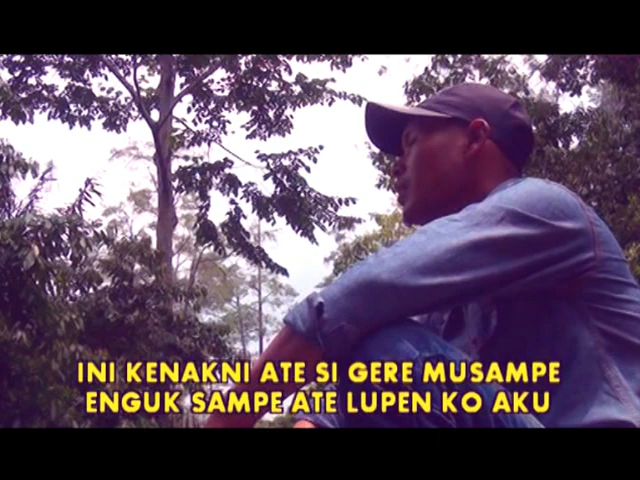 INI KENAKNI ATE SI GERE MUSAMPE
ENGUK SAMPE ATE LUPEN KO AKU